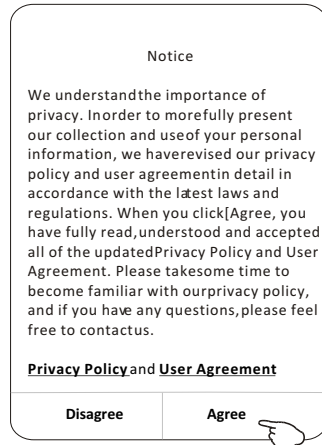 Notice
We understandthe importance of
privacy. Inorder to morefully present
our collection and useof your personal
information, we haverevised our privacy
policy and user agreementin detail in
accordance with the latest laws and
regulations. When you click[Agree, you
have fully read,understood and accepted
all of the updatedPrivacy Policy and User
Agreement. Please takesome time to
become familiar with ourprivacy policy,
and if you have any questions,please feel
free to contactus.
Privacy Policy and User Agreement
Disagree Agree